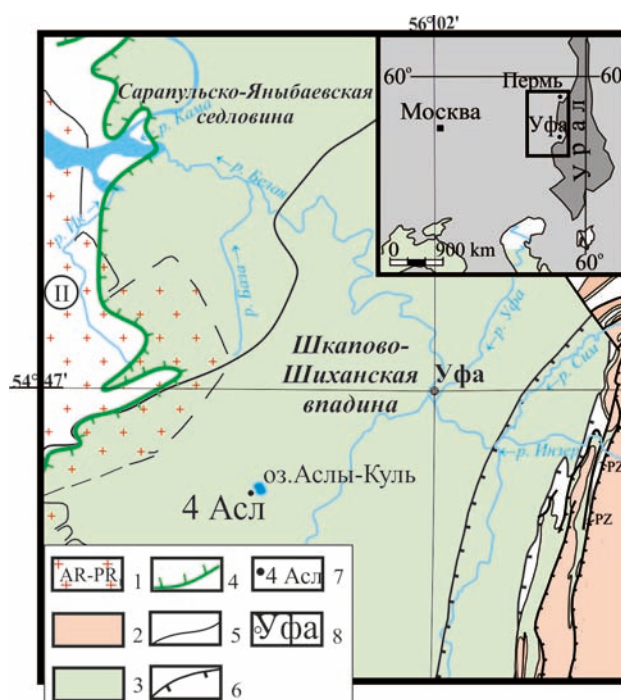 56°02'
Сарапульско-Яныбаевская
седловина
р. Кама
р. Белая
р. Ик
р. База
60°
60
Пермь
Москва
Уфа
Урал
0 900 km
60°
II
р. Уфа
р. Сим
Шкапово-
Шиханская
впадина
54°47'
Уфа
р. Инзер
оз.Аслы-Куль
4 Асл
PZ
PZ
AR-PR 1
2
3
4
5
6
4 Асл 7
Уфа 8